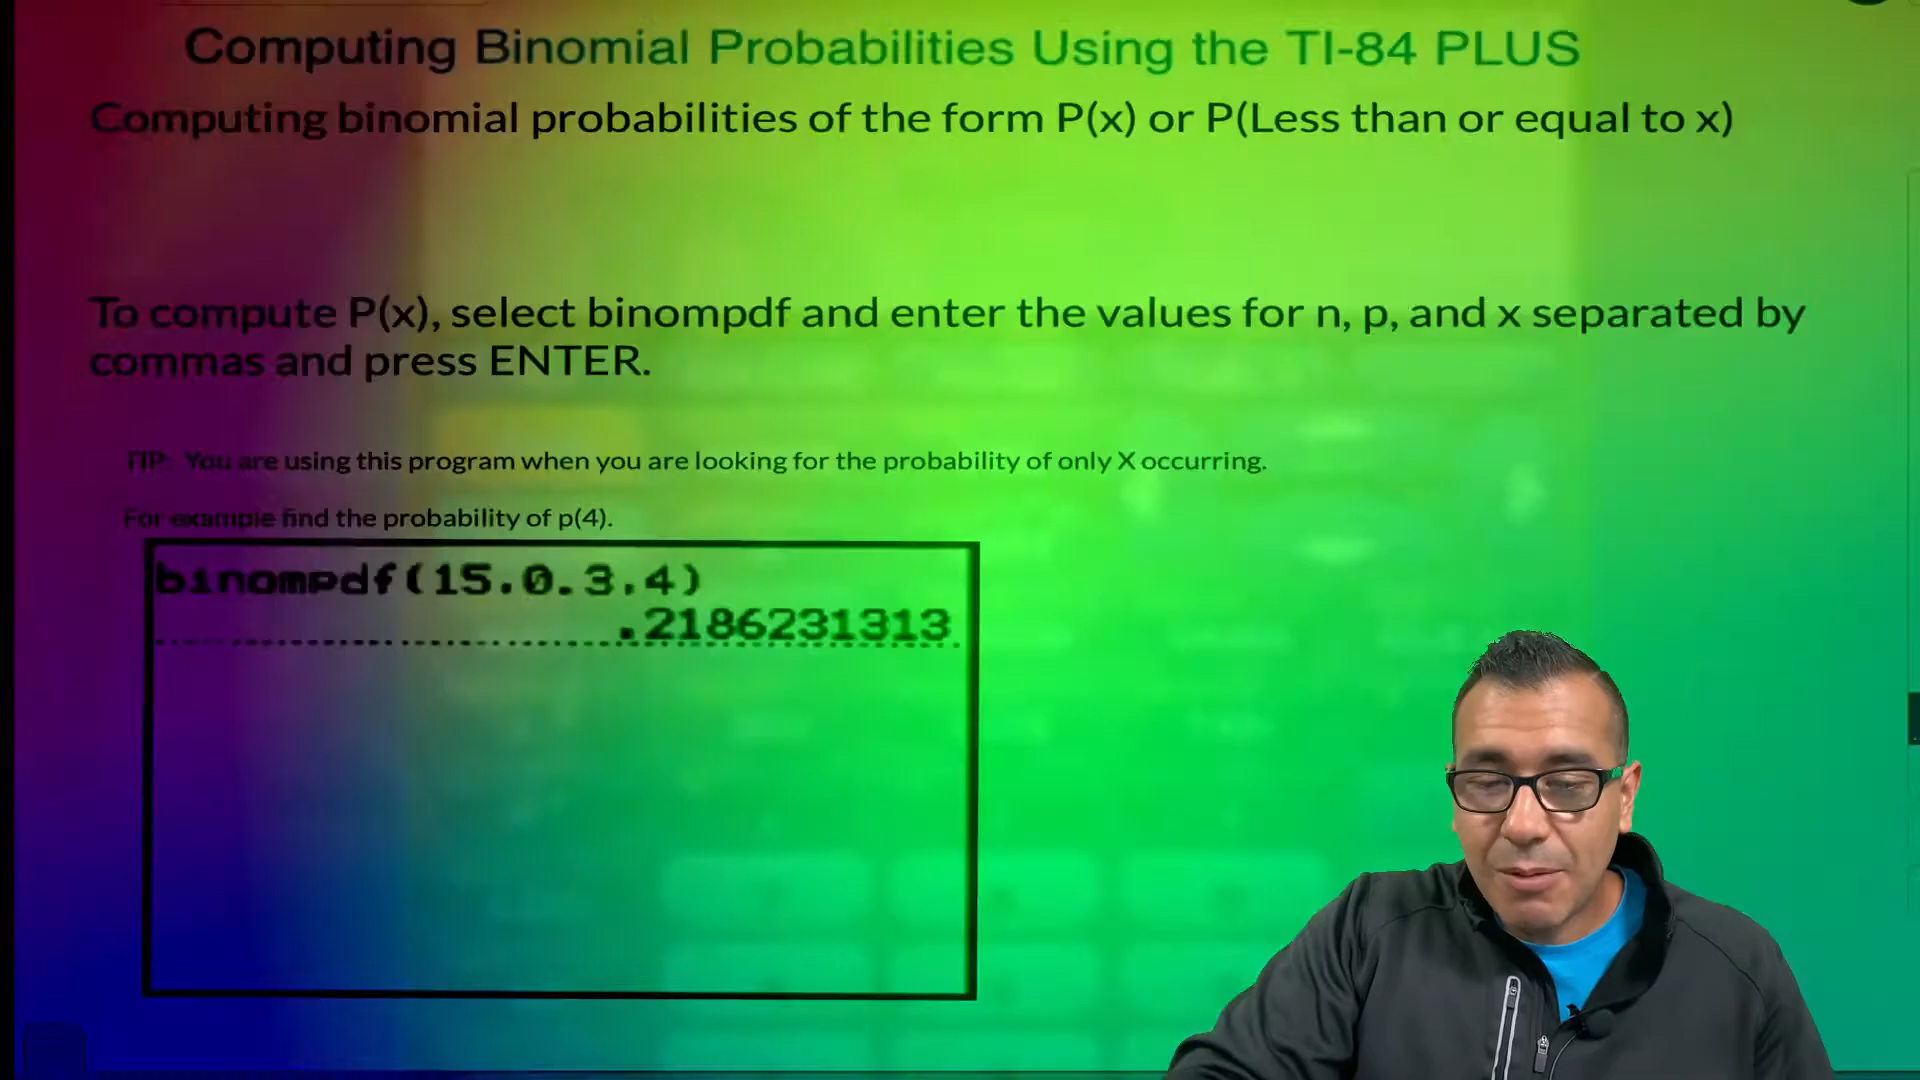 Computing Binomial Probabilities Using the TI-84 PLUS
Computing binomial probabilities of the form P(x) or P(Less than or equal to x)
To compute P(x), select binompdf and enter the values for n, p, and x separated by
commas and press ENTER.
TIP: You are using this program when you are looking for the probability of only X occurring.
For example find the probability of p(4).
binompdf(15,0.3,4)
.2186231313